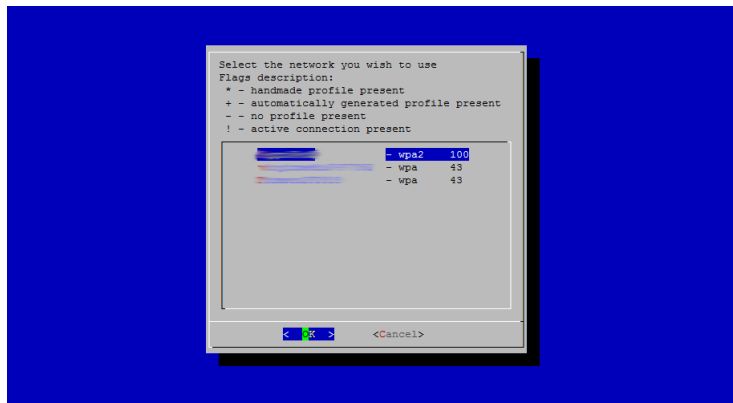 Select the network you wish to use
Flags description:
* - handmade profile present
+ - automatically generated profile present
- - no profile present
! - active connection present
- wpa2 100
- wpa 43
- wpa 43
< OK > <Cancel>